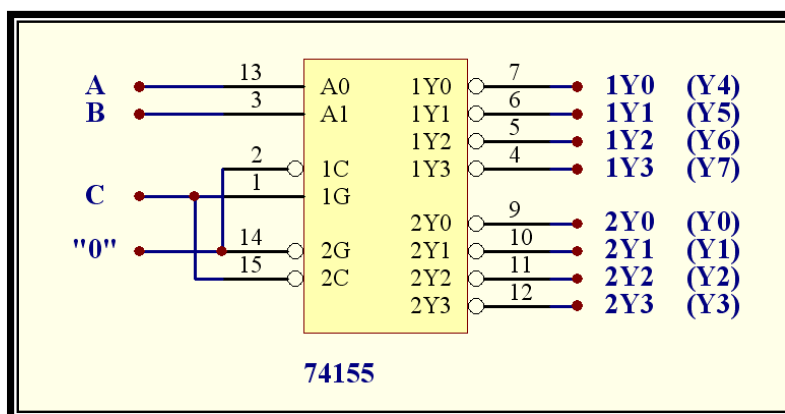 A 13 A0 1Y0 7 1Y0 (Y4)
B 3 A1 1Y1 6 1Y1 (Y5)
1Y2 5 1Y2 (Y6)
2 1C 1Y3 4 1Y3 (Y7)
C 1 1G
2Y0 9 2Y0 (Y0)
"0" 14 2G 2Y1 10 2Y1 (Y1)
15 2C 2Y2 11 2Y2 (Y2)
2Y3 12 2Y3 (Y3)
74155